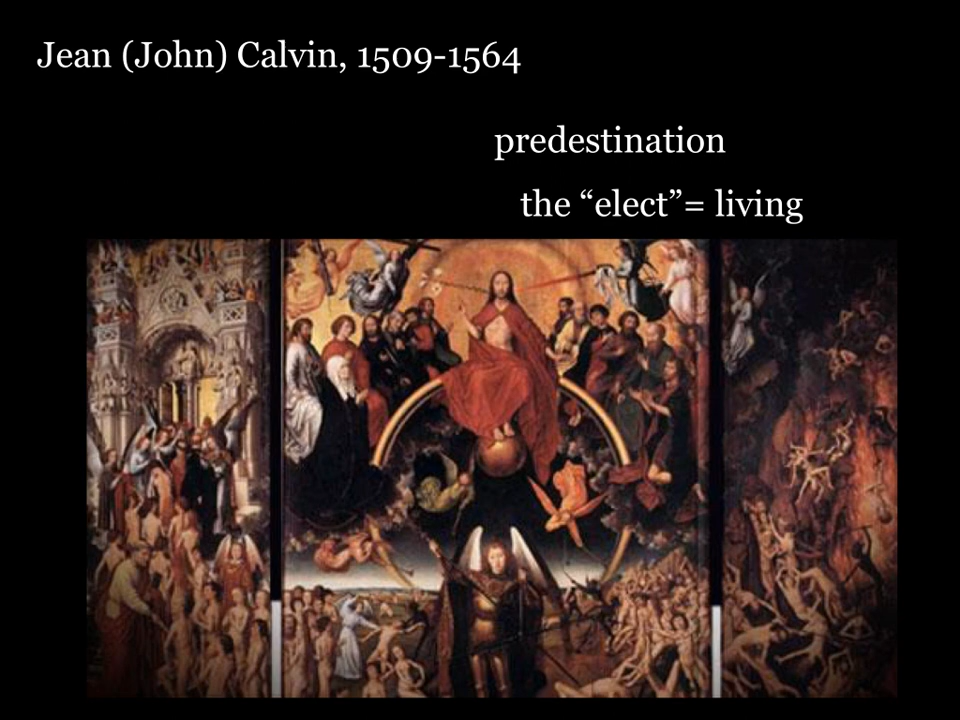 Jean (John) Calvin, 1509-1564
predestination
the “elect”= living